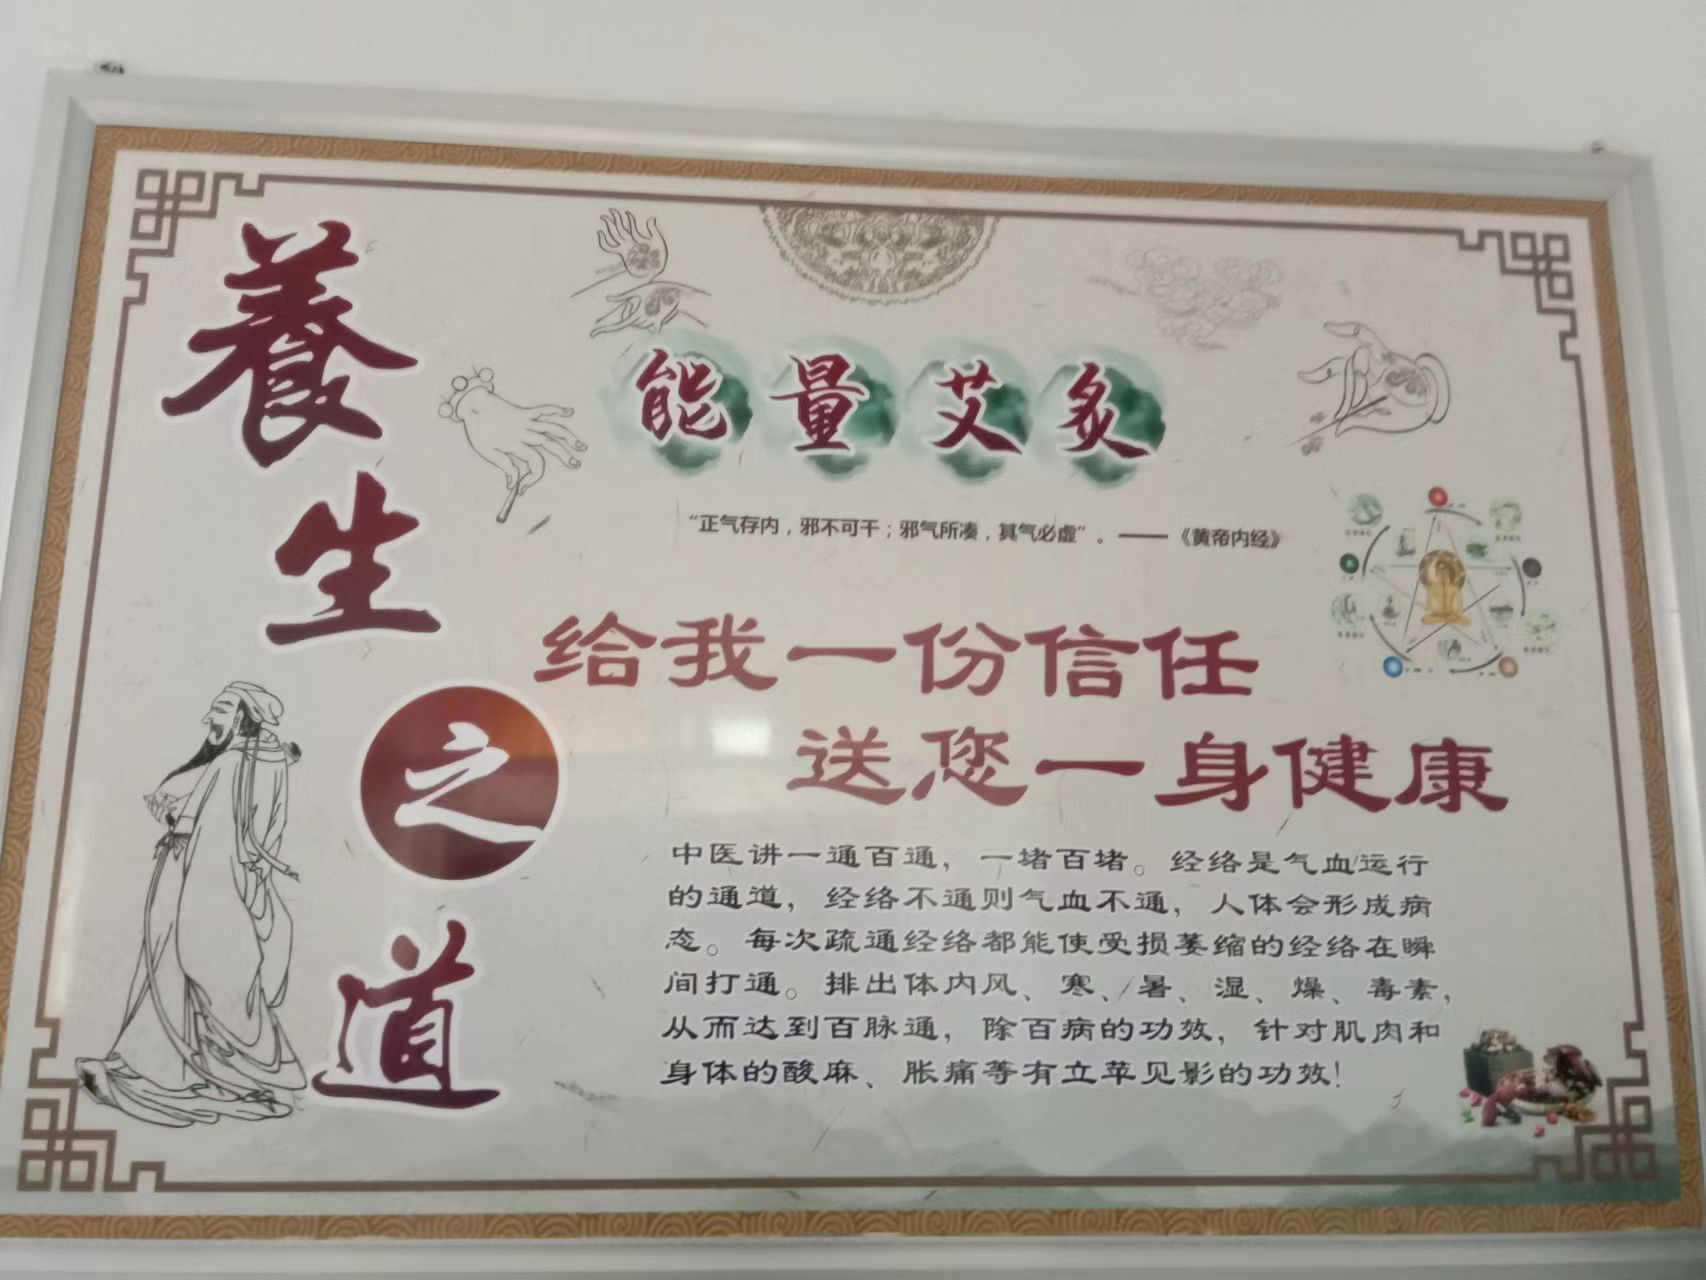 養生之道
能量艾灸
“正气存内，邪不可干；邪气所凑，其气必虚”。——《黄帝内经》
给我一份信任
送您一身健康
中医讲一通百通，一堵百堵。经络是气血运行
的通道，经络不通则气血不通，人体会形成病
态。每次疏通经络都能使受损萎缩的经络在瞬
间打通。排出体内风、寒、暑、湿、燥、毒素，
从而达到百脉通，除百病的功效，针对肌肉和
身体的酸麻、胀痛等有立苹见影的功效！